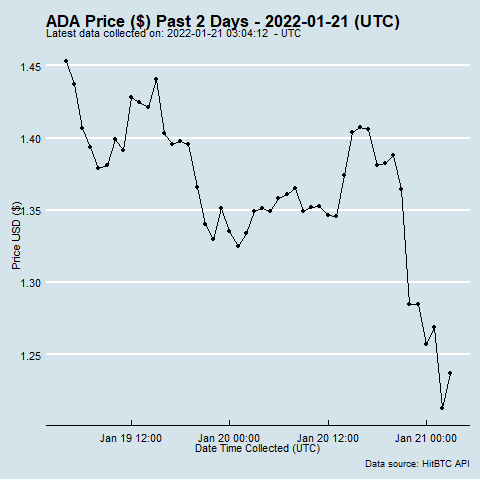 ADA Price ($) Past 2 Days - 2022-01-21 (UTC)
Latest data collected on: 2022-01-21 03:04:12 - UTC
1.45
1.40
1.35
1.30
1.25
Price USD ($)
Jan 19 12:00 Jan 20 00:00 Jan 20 12:00 Jan 21 00:00
Date Time Collected (UTC)
Data source: HitBTC API